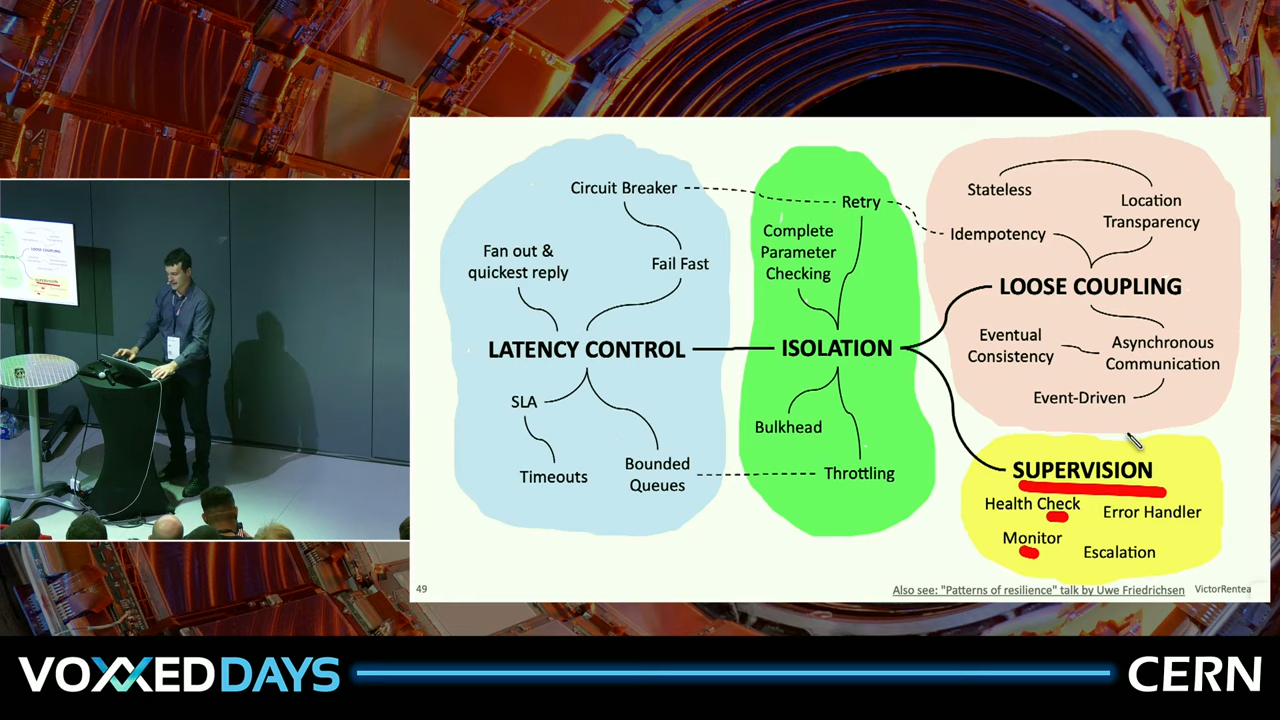 Circuit Breaker
Fan out &
quickest reply
Fail Fast
LATENCY CONTROL
SLA
Timeouts
Bounded
Queues
Retry
Complete
Parameter
Checking
ISOLATION
Bulkhead
Throttling
Stateless
Location
Transparency
Idempotency
LOOSE COUPLING
Eventual
Consistency
Asynchronous
Communication
Event-Driven
SUPERVISION
Health Check
Error Handler
Monitor
Escalation
49
Also see: "Patterns of resilience" talk by Uwe Friedrichsen
VictorRentea
VOXXED DAYS
CERN